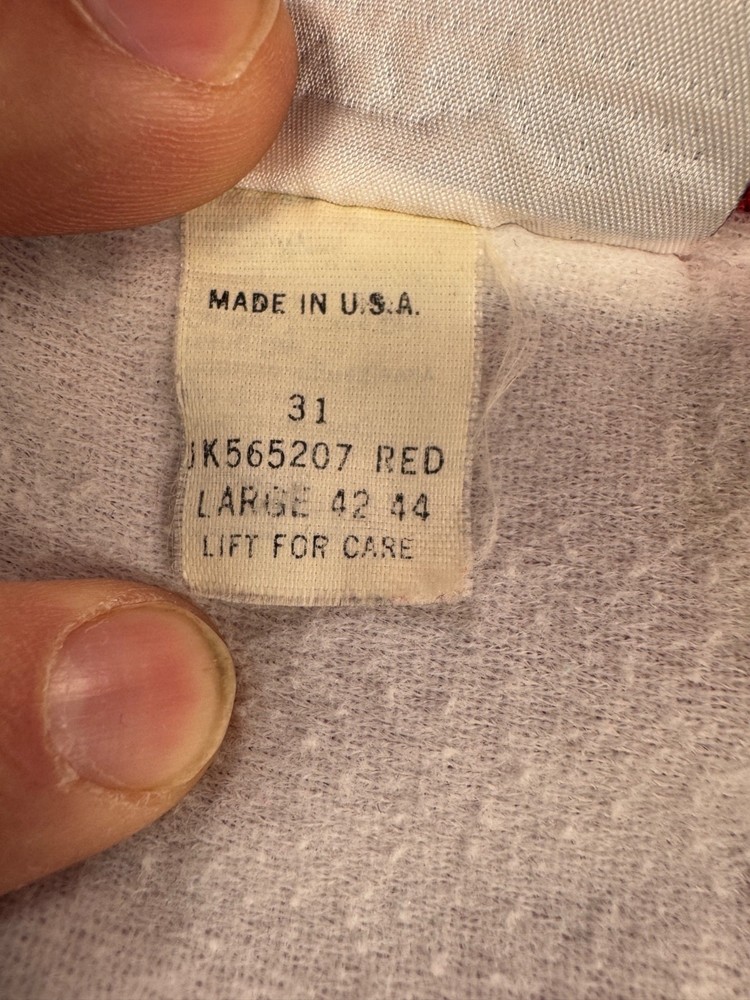 MADE IN U.S.A.
31
JK565207 RED
LARGE 42 44
LIFT FOR CARE